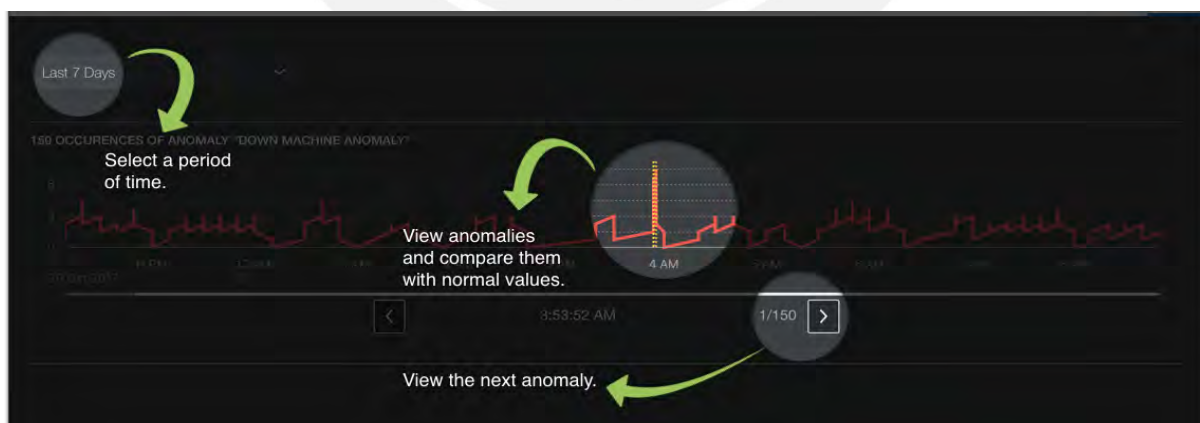 Last 7 Days
150 OCCURENCES OF ANOMALY "DOWN MACHINE ANOMALY"
Select a period
of time.
View anomalies
and compare them
with normal values.
4 AM
3:53:52 AM
1/150
View the next anomaly.